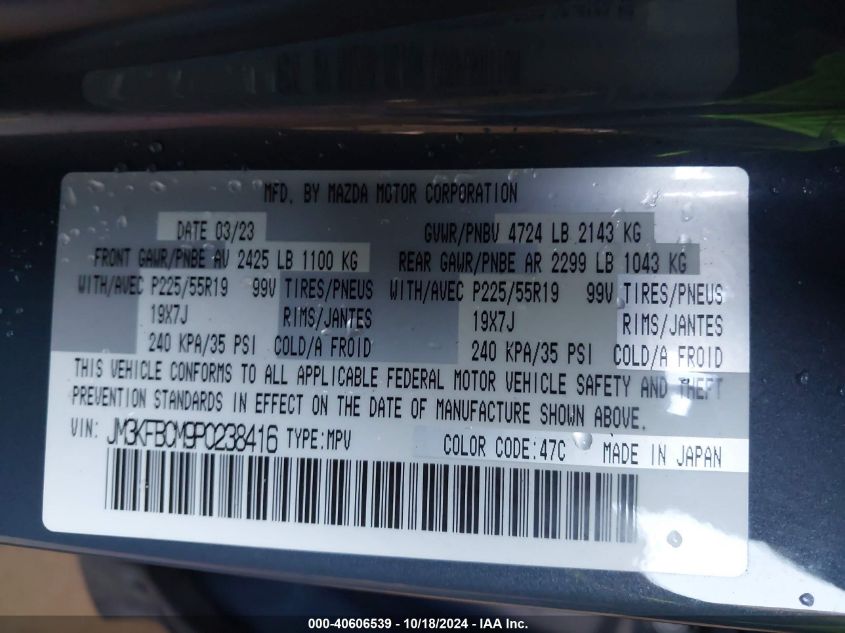 MFD. BY MAZDA MOTOR CORPORATION
DATE 03/23 GVWR/PNBV 4724 LB 2143 KG
FRONT GAWR/PNBE AV 2425 LB 1100 KG REAR GAWR/PNBE AR 2299 LB 1043 KG
WITH/AVEC P225/55R19 99V TIRES/PNEUS WITH/AVEC P225/55R19 99V TIRES/PNEUS
19X7J RIMS/JANTES 19X7J RIMS/JANTES
240 KPA/35 PSI COLD/A FROID 240 KPA/35 PSI COLD/A FROID
THIS VEHICLE CONFORMS TO ALL APPLICABLE FEDERAL MOTOR VEHICLE SAFETY AND THEFT
PREVENTION STANDARDS IN EFFECT ON THE DATE OF MANUFACTURE SHOWN ABOVE.
VIN: JM3KFBCM9P0238416 TYPE:MPV COLOR CODE:47C MADE IN JAPAN
000-40606539 - 10/18/2024 - IAA Inc.